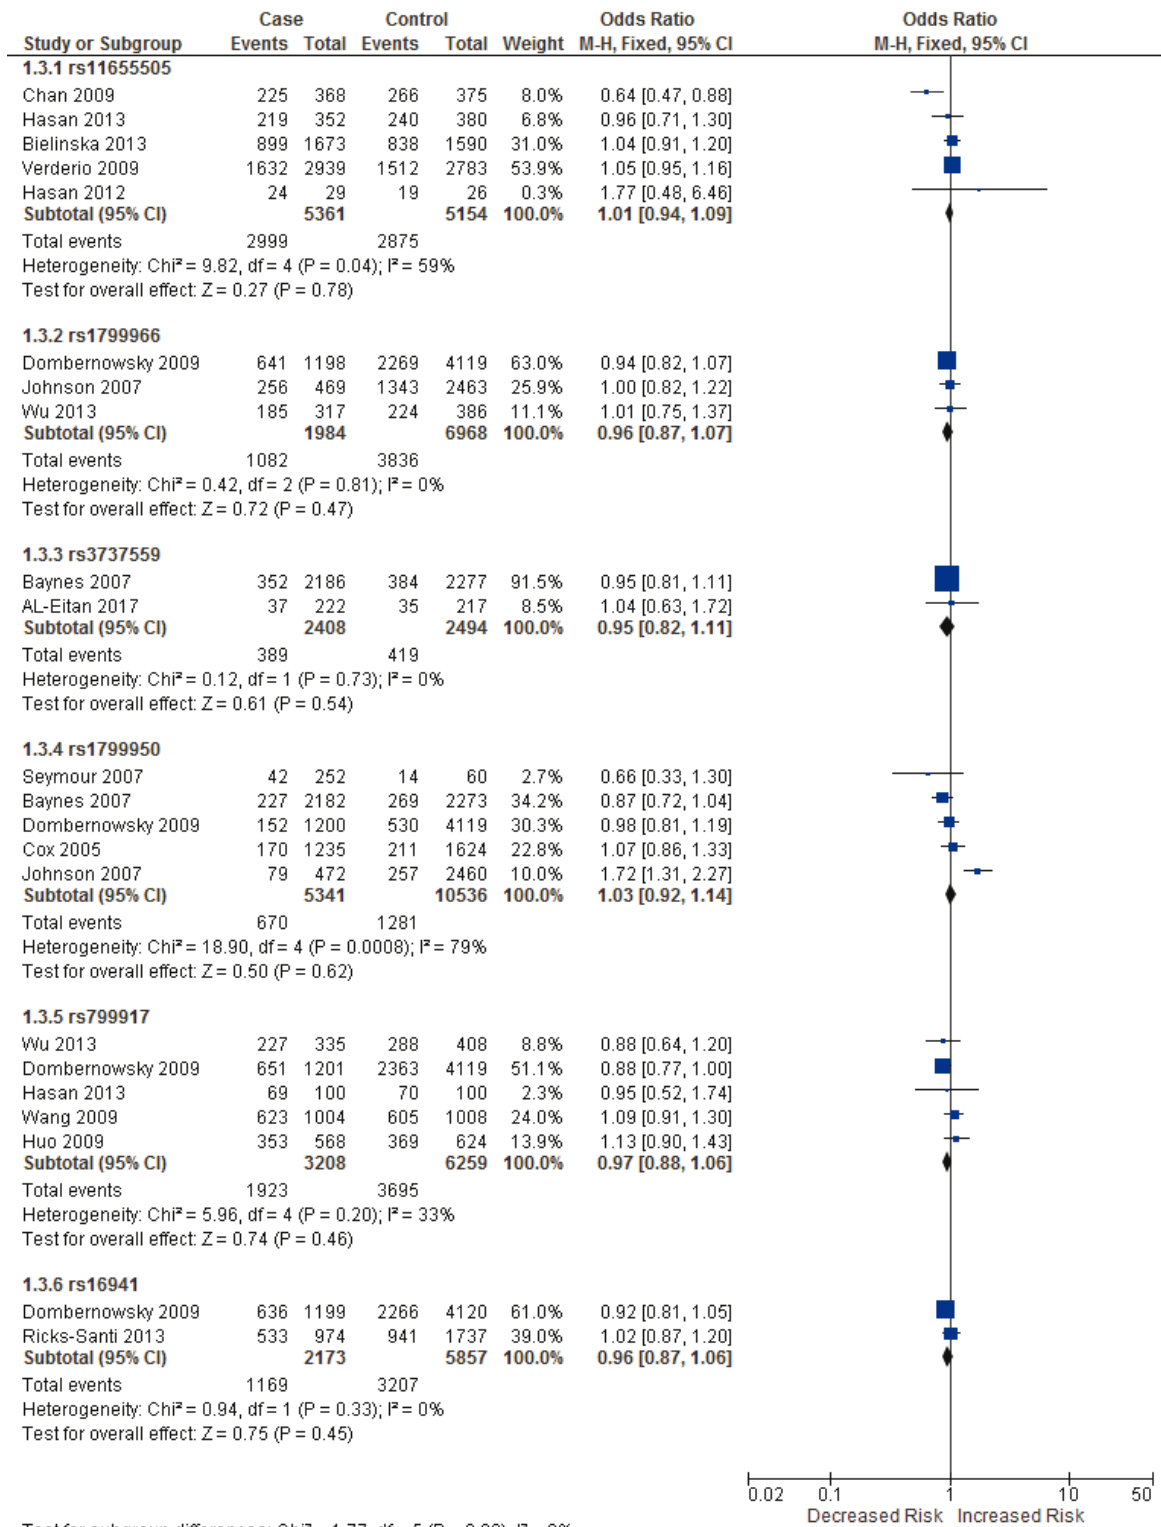 Case Control Odds Ratio Odds Ratio
Study or Subgroup Events Total Events Total Weight M-H, Fixed, 95% CI M-H, Fixed, 95% CI
1.3.1 rs11655505
Chan 2009 225 368 266 375 8.0% 0.64 [0.47, 0.88]
Hasan 2013 219 352 240 380 6.8% 0.96 [0.71, 1.30]
Bielinska 2013 899 1673 838 1590 31.0% 1.04 [0.91, 1.20]
Verderio 2009 1632 2939 1512 2783 53.9% 1.05 [0.95, 1.16]
Hasan 2012 24 29 19 26 0.3% 1.77 [0.48, 6.46]
Subtotal (95% CI) 5361 5154 100.0% 1.01 [0.94, 1.09]
Total events 2999 2875
Heterogeneity: Chi² = 9.82, df = 4 (P = 0.04); I² = 59%
Test for overall effect: Z = 0.27 (P = 0.78)
1.3.2 rs1799966
Dombernowsky 2009 641 1198 2269 4119 63.0% 0.94 [0.82, 1.07]
Johnson 2007 256 469 1343 2463 25.9% 1.00 [0.82, 1.22]
Wu 2013 185 317 224 386 11.1% 1.01 [0.75, 1.37]
Subtotal (95% CI) 1984 6968 100.0% 0.96 [0.87, 1.07]
Total events 1082 3836
Heterogeneity: Chi² = 0.42, df = 2 (P = 0.81); I² = 0%
Test for overall effect: Z = 0.72 (P = 0.47)
1.3.3 rs3737559
Baynes 2007 352 2186 384 2277 91.5% 0.95 [0.81, 1.11]
AL-Eitan 2017 37 222 35 217 8.5% 1.04 [0.63, 1.72]
Subtotal (95% CI) 2408 2494 100.0% 0.95 [0.82, 1.11]
Total events 389 419
Heterogeneity: Chi² = 0.12, df = 1 (P = 0.73); I² = 0%
Test for overall effect: Z = 0.61 (P = 0.54)
1.3.4 rs1799950
Seymour 2007 42 252 14 60 2.7% 0.66 [0.33, 1.30]
Baynes 2007 227 2182 269 2273 34.2% 0.87 [0.72, 1.04]
Dombernowsky 2009 152 1200 530 4119 30.3% 0.98 [0.81, 1.19]
Cox 2005 170 1235 211 1624 22.8% 1.07 [0.86, 1.33]
Johnson 2007 79 472 257 2460 10.0% 1.72 [1.31, 2.27]
Subtotal (95% CI) 5341 10536 100.0% 1.03 [0.92, 1.14]
Total events 670 1281
Heterogeneity: Chi² = 18.90, df = 4 (P = 0.0008); I² = 79%
Test for overall effect: Z = 0.50 (P = 0.62)
1.3.5 rs799917
Wu 2013 227 335 288 408 8.8% 0.88 [0.64, 1.20]
Dombernowsky 2009 651 1201 2363 4119 51.1% 0.88 [0.77, 1.00]
Hasan 2013 69 100 70 100 2.3% 0.95 [0.52, 1.74]
Wang 2009 623 1004 605 1008 24.0% 1.09 [0.91, 1.30]
Huo 2009 353 568 369 624 13.9% 1.13 [0.90, 1.43]
Subtotal (95% CI) 3208 6259 100.0% 0.97 [0.88, 1.06]
Total events 1923 3695
Heterogeneity: Chi² = 5.96, df = 4 (P = 0.20); I² = 33%
Test for overall effect: Z = 0.74 (P = 0.46)
1.3.6 rs16941
Dombernowsky 2009 636 1199 2266 4120 61.0% 0.92 [0.81, 1.05]
Ricks-Santi 2013 533 974 941 1737 39.0% 1.02 [0.87, 1.20]
Subtotal (95% CI) 2173 5857 100.0% 0.96 [0.87, 1.06]
Total events 1169 3207
Heterogeneity: Chi² = 0.94, df = 1 (P = 0.33); I² = 0%
Test for overall effect: Z = 0.75 (P = 0.45)
0.02 0.1 1 10 50
Decreased Risk Increased Risk